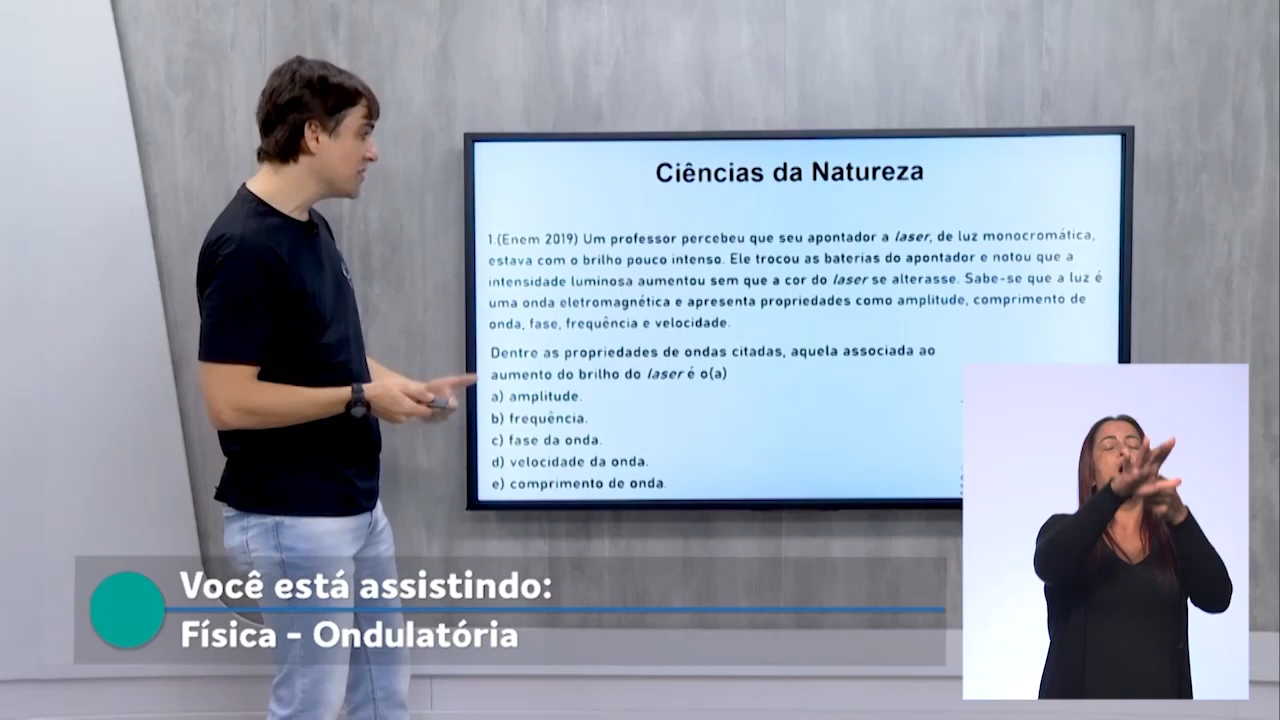 Ciências da Natureza
1.(Enem 2019) Um professor percebeu que seu apontador a laser, de luz monocromática,
estava com o brilho pouco intenso. Ele trocou as baterias do apontador e notou que a
intensidade luminosa aumentou sem que a cor do laser se alterasse. Sabe-se que a luz é
uma onda eletromagnética e apresenta propriedades como amplitude, comprimento de
onda, fase, frequência e velocidade.
Dentre as propriedades de ondas citadas, aquela associada ao
aumento do brilho do laser é o(a)
a) amplitude.
b) frequência.
c) fase da onda.
d) velocidade da onda.
e) comprimento de onda.
Você está assistindo:
Física - Ondulatória